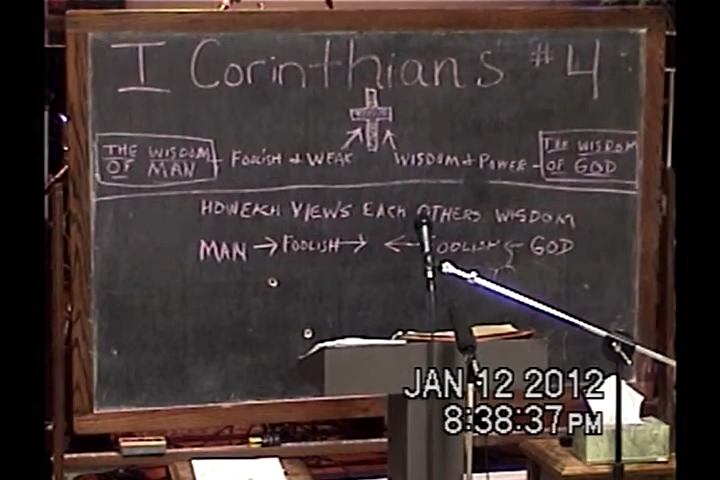 I Corinthians #4
THE WISDOM OF MAN - FOOLISH & WEAK WISDOM & POWER - THE WISDOM OF GOD
HOW EACH VIEWS EACH OTHERS WISDOM
MAN → FOOLISH → ← FOOLISH ← GOD
JAN 12 2012
8:38:37 PM